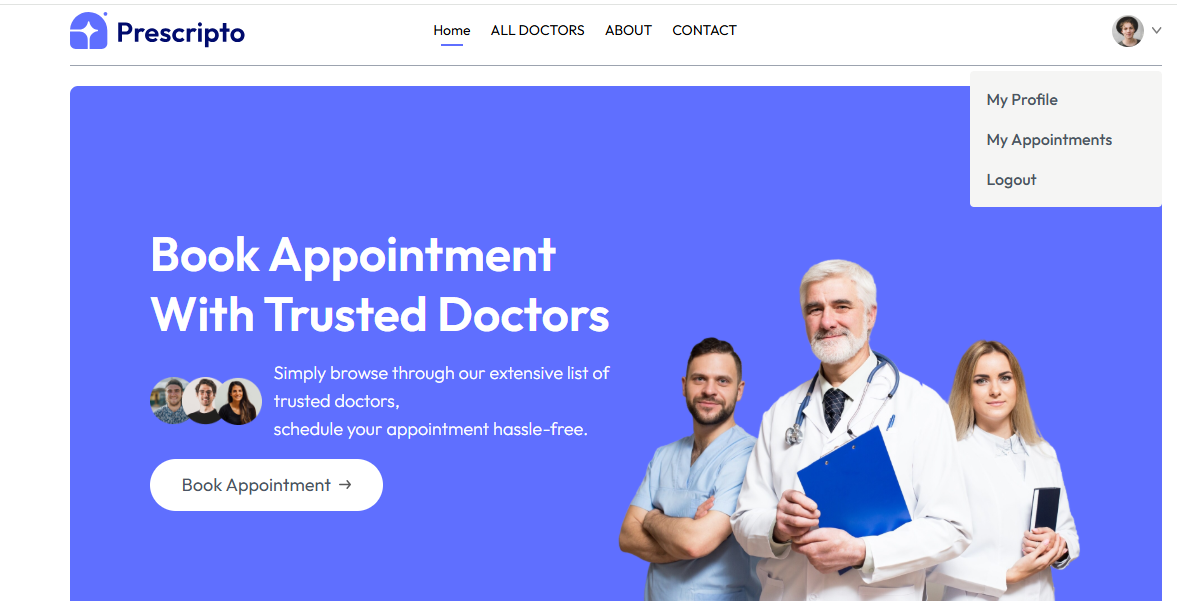 Prescripto
Home
ALL DOCTORS
ABOUT
CONTACT
My Profile
My Appointments
Logout
Book Appointment
With Trusted Doctors
Simply browse through our extensive list of
trusted doctors,
schedule your appointment hassle-free.
Book Appointment →